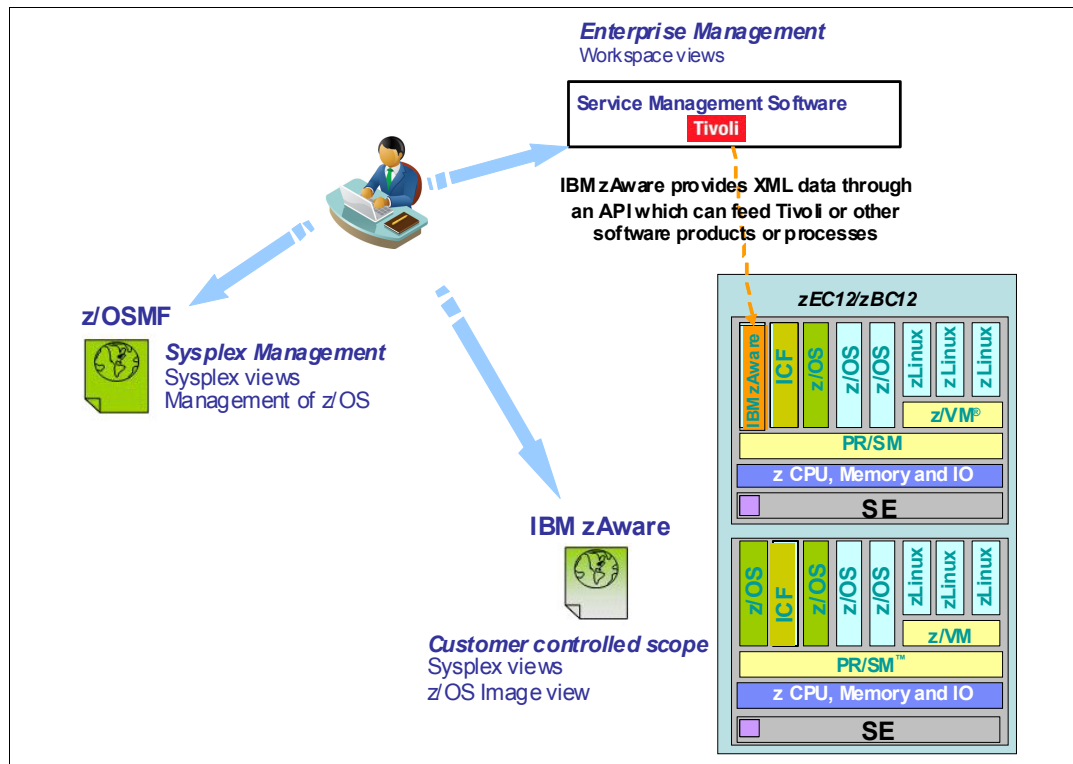 Enterprise Management
Workspace views
Service Management Software
Tivoli
IBM zAware provides XML data through
an API which can feed Tivoli or other
software products or processes
z/OSMF
Sysplex Management
Sysplex views
Management of z/OS
IBM zAware
Customer controlled scope
Sysplex views
z/OS Image view
zEC12/zBC12
IBM zAware
ICF
z/OS
z/OS
z/OS
zLinux
zLinux
zLinux
z/VM®
PR/SM
z CPU, Memory and IO
SE
z/OS
ICF
z/OS
z/OS
z/OS
zLinux
zLinux
zLinux
z/VM
PR/SM™
z CPU, Memory and IO
SE